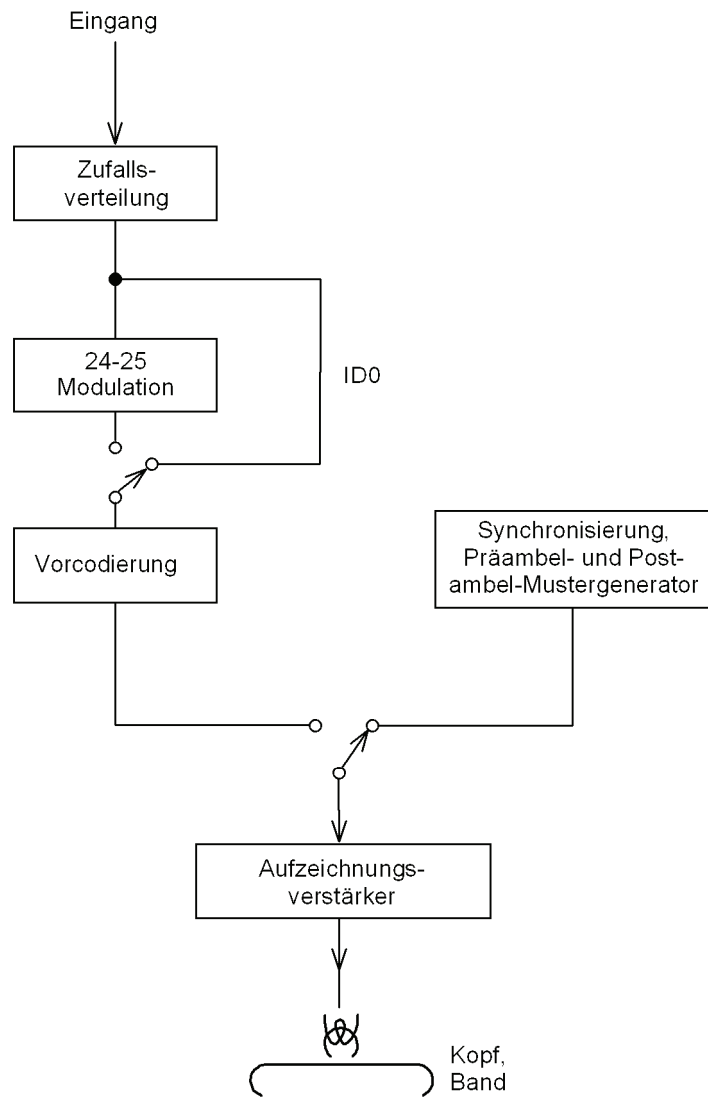 Eingang
Zufalls-
verteilung
24-25
Modulation
ID0
Vorcodierung
Synchronisierung,
Präambel- und Post-
ambel-Mustergenerator
Aufzeichnungs-
verstärker
Kopf,
Band